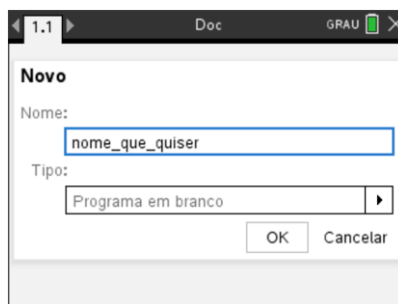 1.1 Doc GRAU
Novo
Nome:
nome_que_quiser
Tipo:
Programa em branco
OK Cancelar